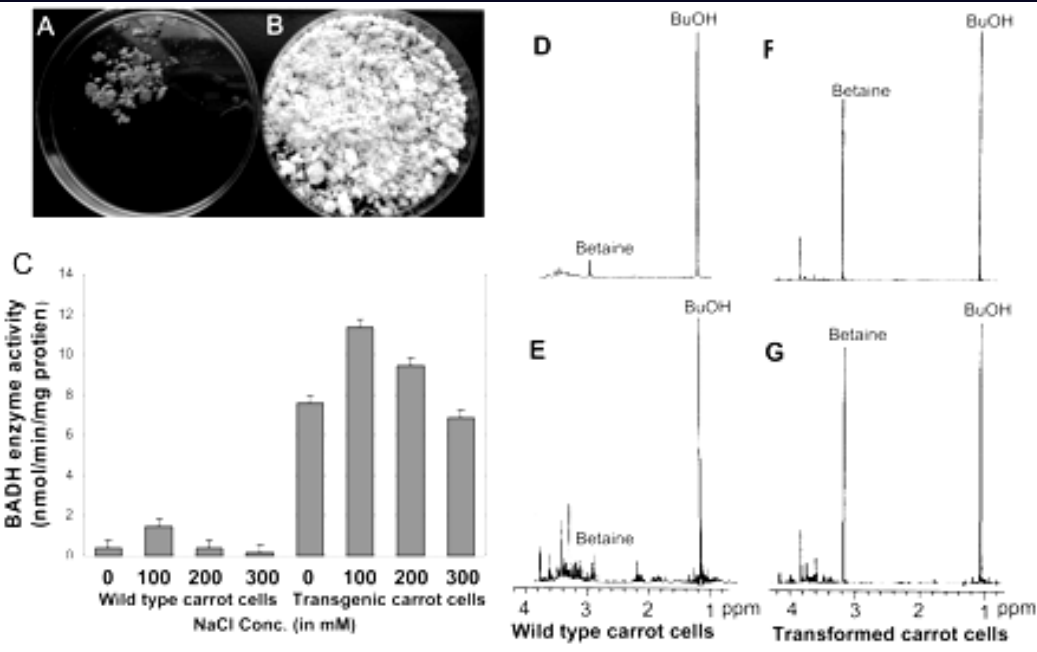 A
B
C
BADH enzyme activity
(nmol/min/mg protien)
14
12
10
8
6
4
2
0
0 100 200 300 0 100 200 300
Wild type carrot cells Transgenic carrot cells
NaCl Conc. (in mM)
D
BuOH
Betaine
F
BuOH
Betaine
E
BuOH
Betaine
4 3 2 1 ppm
Wild type carrot cells
G
BuOH
Betaine
4 3 2 1 ppm
Transformed carrot cells